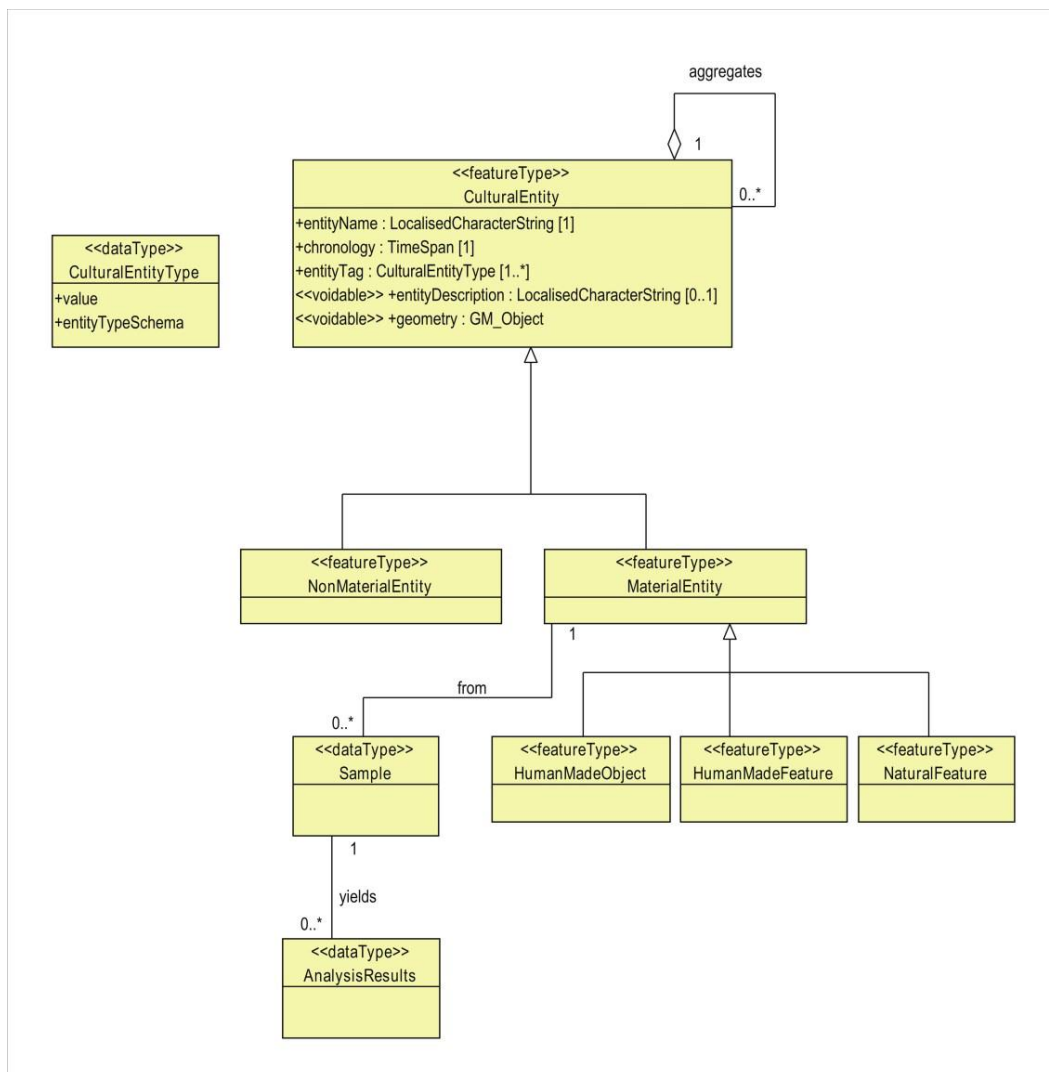 aggregates
1
0..*
<<featureType>>
CulturalEntity
+entityName : LocalisedCharacterString [1]
+chronology : TimeSpan [1]
+entityTag : CulturalEntityType [1..*]
<<voidable>> +entityDescription : LocalisedCharacterString [0..1]
<<voidable>> +geometry : GM_Object
<<dataType>>
CulturalEntityType
+value
+entityTypeSchema
<<featureType>>
NonMaterialEntity
<<featureType>>
MaterialEntity
1
from
0..*
<<dataType>>
Sample
<<featureType>>
HumanMadeObject
<<featureType>>
HumanMadeFeature
<<featureType>>
NaturalFeature
1
yields
0..*
<<dataType>>
AnalysisResults